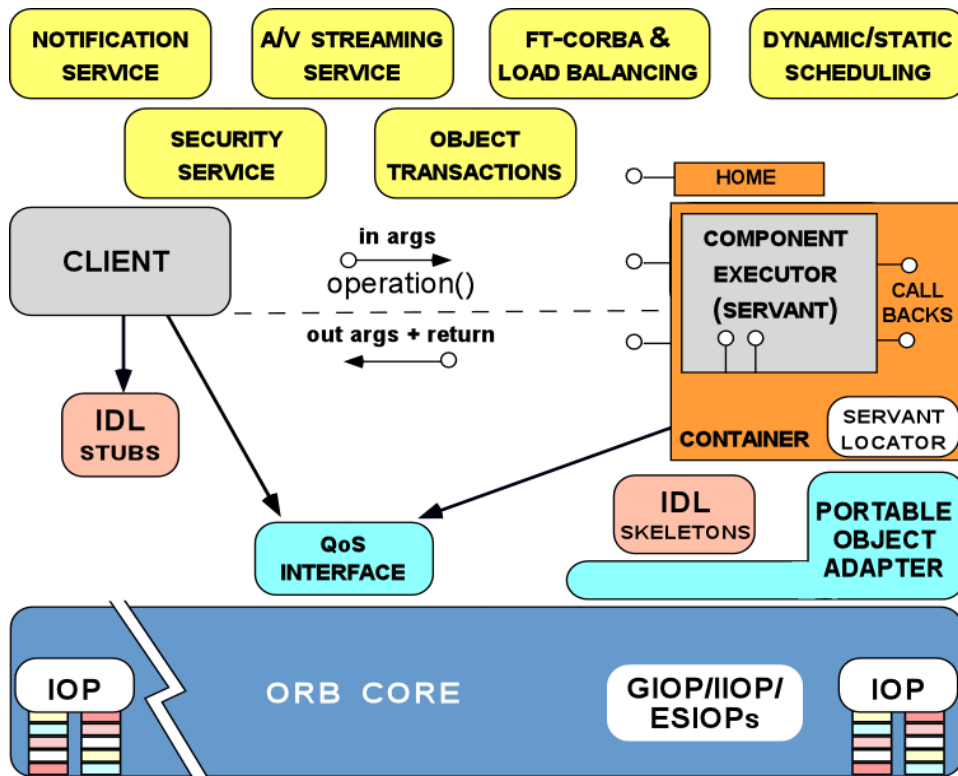 NOTIFICATION
SERVICE
A/V STREAMING
SERVICE
FT-CORBA &
LOAD BALANCING
DYNAMIC/STATIC
SCHEDULING
SECURITY
SERVICE
OBJECT
TRANSACTIONS
HOME
CLIENT
in args
operation()
out args + return
COMPONENT
EXECUTOR
(SERVANT)
CALL
BACKS
IDL
STUBS
CONTAINER
SERVANT
LOCATOR
IDL
SKELETONS
PORTABLE
OBJECT
ADAPTER
QoS
INTERFACE
IOP
ORB CORE
GIOP/IIOP/
ESIOPs
IOP